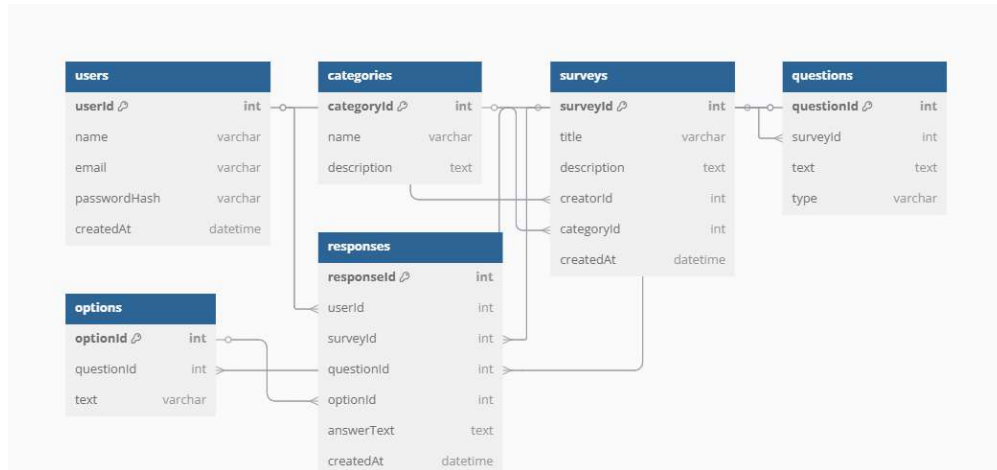 users
userId int
name varchar
email varchar
passwordHash varchar
createdAt datetime
categories
categoryId int
name varchar
description text
surveys
surveyId int
title varchar
description text
creatorId int
categoryId int
createdAt datetime
questions
questionId int
surveyId int
text text
type varchar
responses
responseId int
userId int
surveyId int
questionId int
optionId int
answerText text
createdAt datetime
options
optionId int
questionId int
text varchar